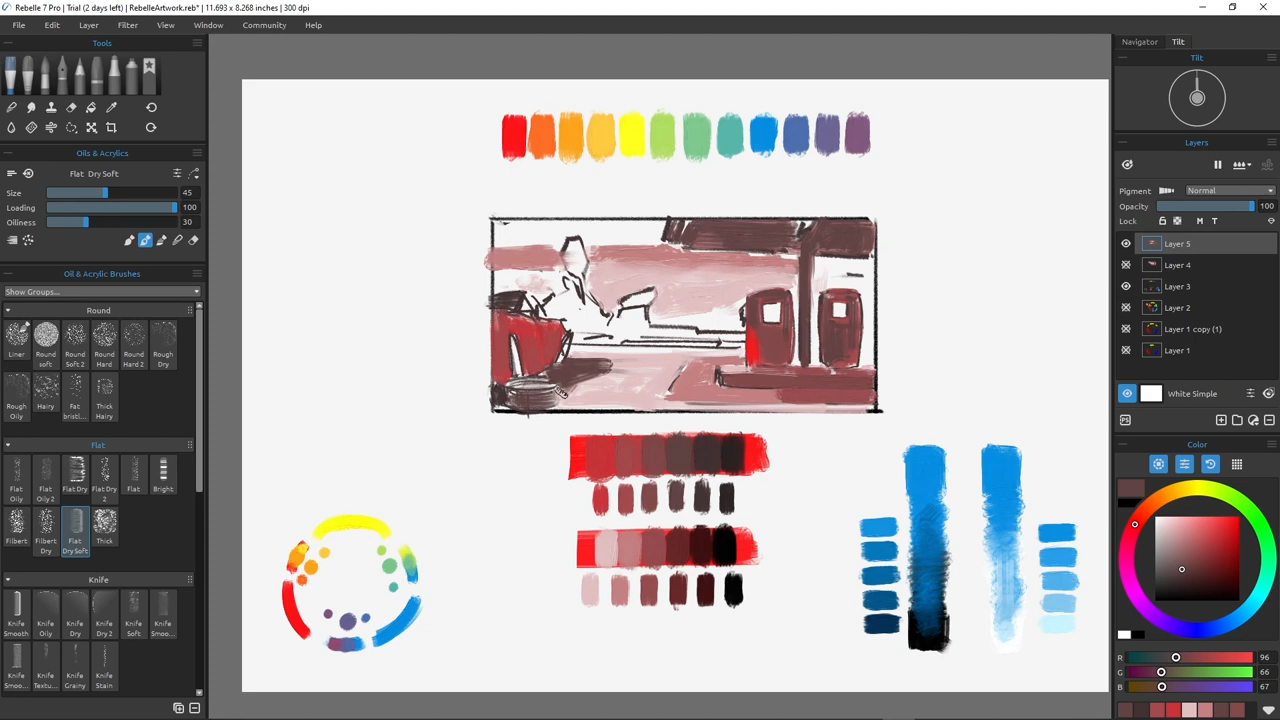 Rebelle 7 Pro | Trial (2 days left) | RebelleArtwork.reb* | 11.693 x 8.268 inches | 300 dpi
File Edit Layer Filter View Window Community Help
Tools
Oils & Acrylics
Flat Dry Soft
Size 45
Loading 100
Oiliness 30
Oil & Acrylic Brushes
Show Groups...
Round
Liner Round soft Round Soft 2 Round Hard Round Hard 2 Rough Dry
Rough Oily Hairy Fat bristl... Thick Hairy
Flat
Flat Oily Flat Oily 2 Flat Dry Flat Dry 2 Flat Bright
Filbert Filbert Dry Flat Dry Soft Thick
Knife
Knife Smooth Knife Oily Knife Dry Knife Dry 2 Knife Soft Knife Smoo...
Knife Smoo... Knife Textu... Knife Grainy Knife Stain
Navigator Tilt
Tilt
Layers
Pigment Normal
Opacity 100
Lock M T
Layer 5
Layer 4
Layer 3
Layer 2
Layer 1 copy (1)
Layer 1
White Simple
PS
Color
R 96
G 66
B 67